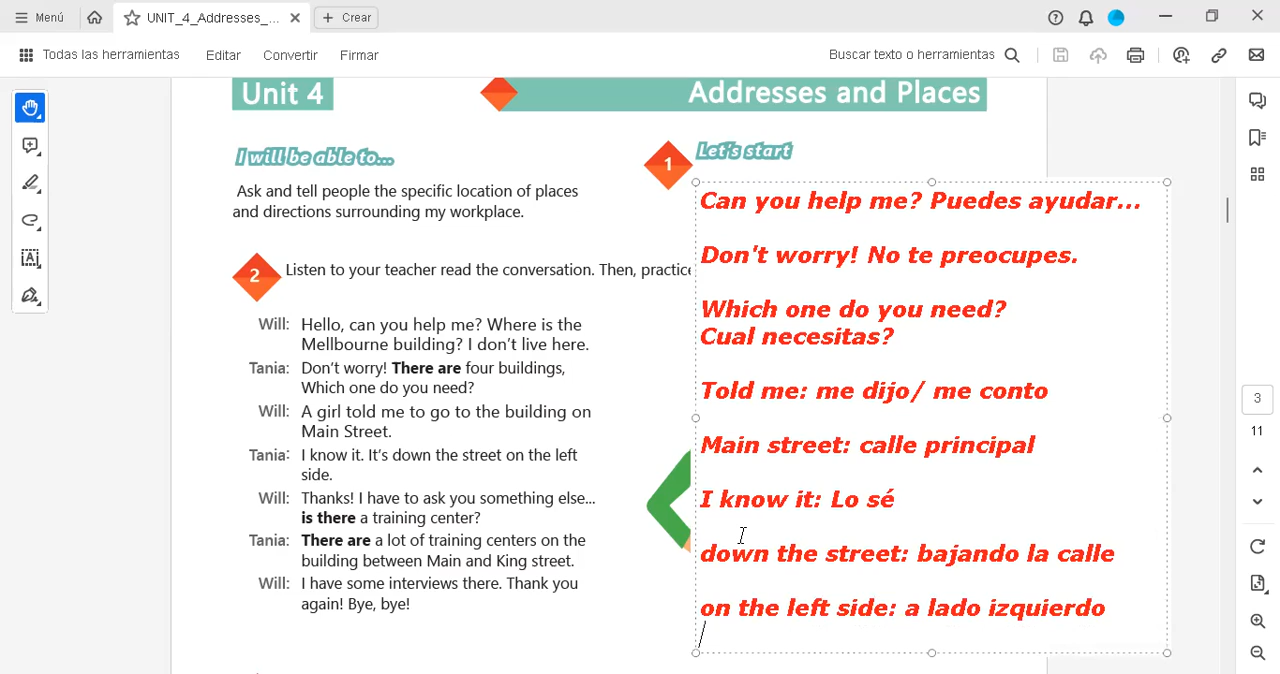 Menú
UNIT_4_Addresses_...
Crear
Todas las herramientas
Editar
Convertir
Firmar
Buscar texto o herramientas
Unit 4
Addresses and Places
I will be able to...
Ask and tell people the specific location of places
and directions surrounding my workplace.
1
Let's start
2
Listen to your teacher read the conversation. Then, practice
Will: Hello, can you help me? Where is the
Mellbourne building? I don't live here.
Tania: Don't worry! There are four buildings,
Which one do you need?
Will: A girl told me to go to the building on
Main Street.
Tania: I know it. It's down the street on the left
side.
Will: Thanks! I have to ask you something else...
is there a training center?
Tania: There are a lot of training centers on the
building between Main and King street.
Will: I have some interviews there. Thank you
again! Bye, bye!
Can you help me? Puedes ayudar...
Don't worry! No te preocupes.
Which one do you need?
Cual necesitas?
Told me: me dijo/ me conto
Main street: calle principal
I know it: Lo sé
down the street: bajando la calle
on the left side: a lado izquierdo
3
11